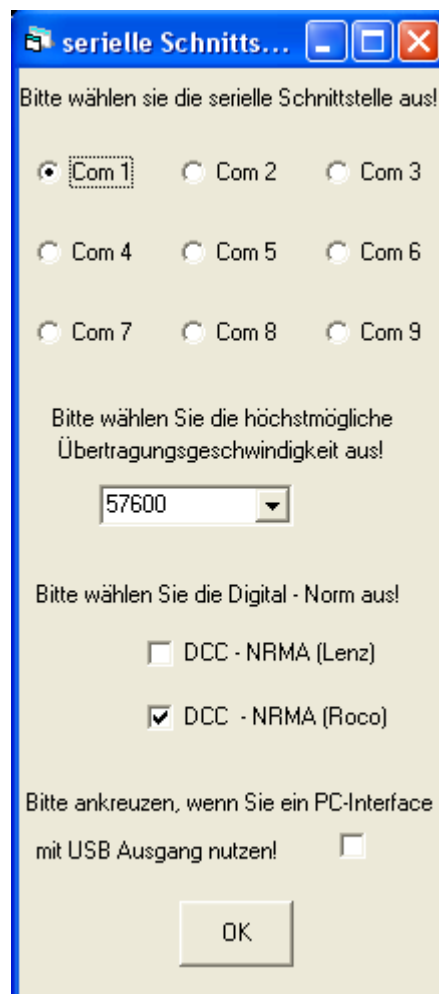 serielle Schnitts...
Bitte wählen sie die serielle Schnittstelle aus!
Com 1 Com 2 Com 3
Com 4 Com 5 Com 6
Com 7 Com 8 Com 9
Bitte wählen Sie die höchstmögliche
Übertragungsgeschwindigkeit aus!
57600
Bitte wählen Sie die Digital - Norm aus!
DCC - NRMA (Lenz)
DCC - NRMA (Roco)
Bitte ankreuzen, wenn Sie ein PC-Interface
mit USB Ausgang nutzen!
OK